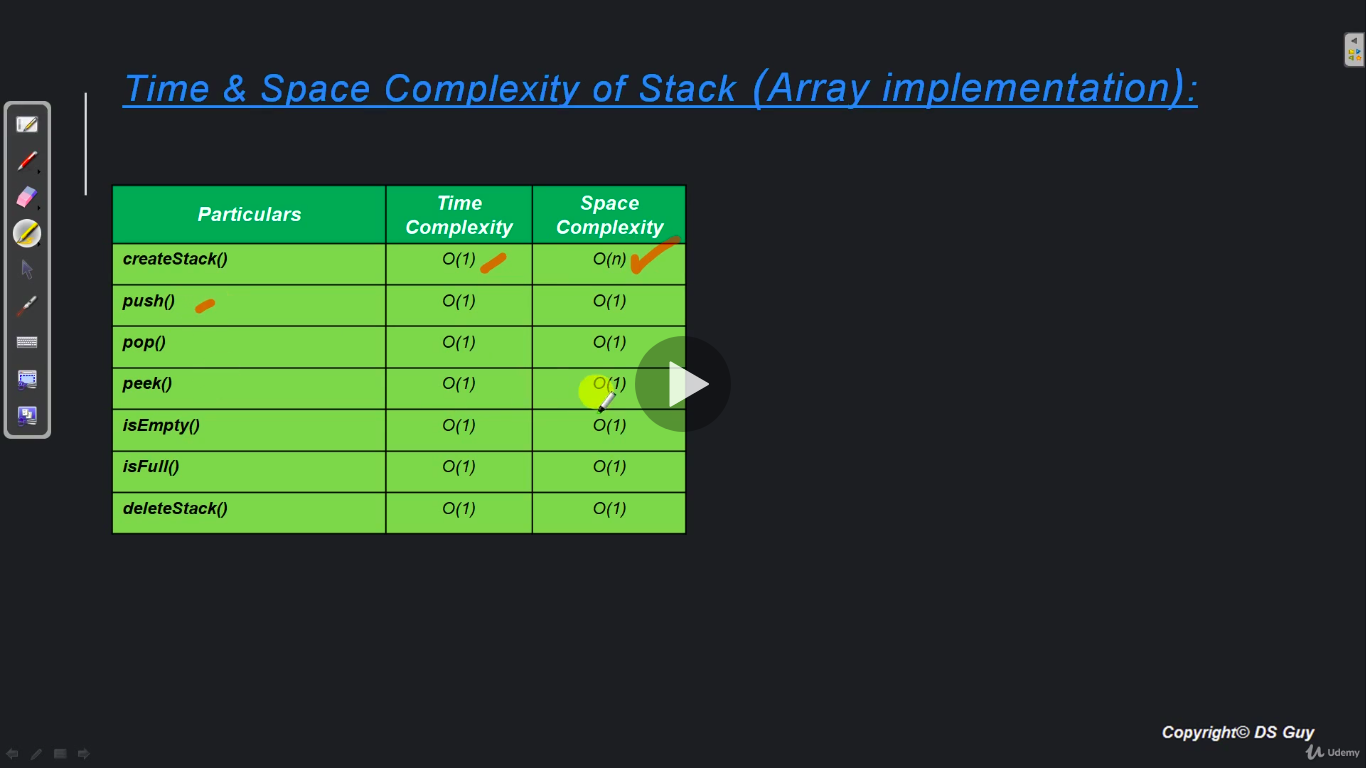 Time & Space Complexity of Stack (Array implementation):
Particulars Time Complexity Space Complexity
createStack() O(1) O(n)
push() O(1) O(1)
pop() O(1) O(1)
peek() O(1) O(1)
isEmpty() O(1) O(1)
isFull() O(1) O(1)
deleteStack() O(1) O(1)
Copyright© DS Guy
Udemy